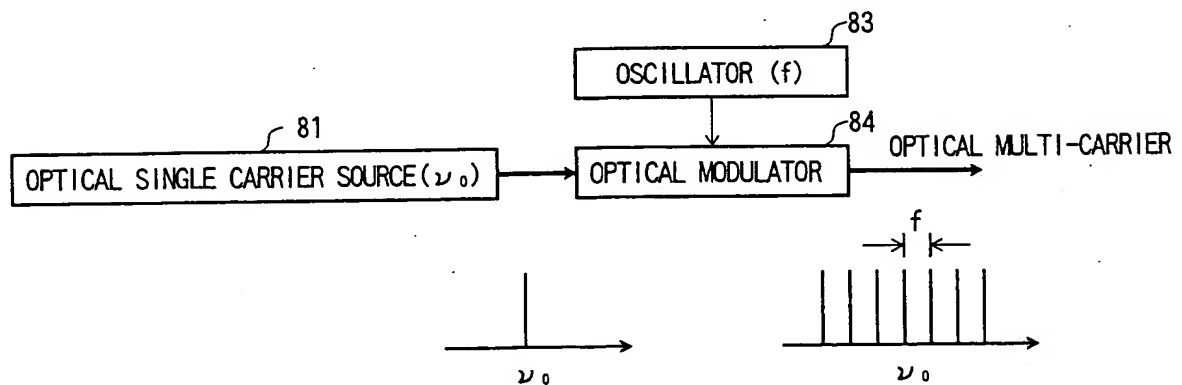 83
OSCILLATOR (f)
81
84
OPTICAL MULTI-CARRIER
OPTICAL SINGLE CARRIER SOURCE(ν₀)
OPTICAL MODULATOR
f
ν₀
ν₀